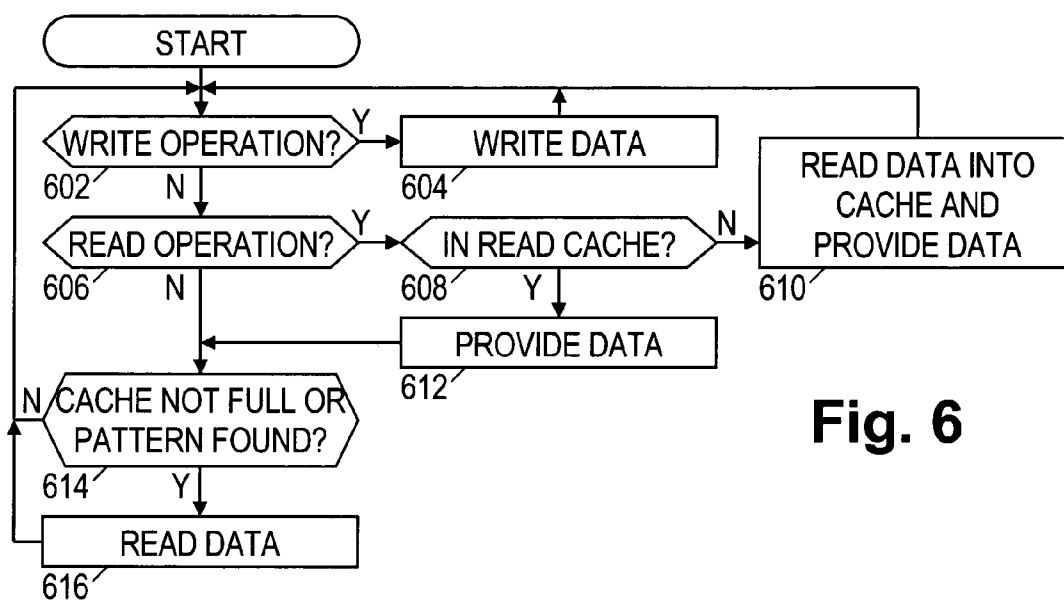 START
WRITE OPERATION?
Y
WRITE DATA
602
N
604
READ DATA INTO
CACHE AND
PROVIDE DATA
610
READ OPERATION?
Y
IN READ CACHE?
N
606
N
608
Y
PROVIDE DATA
612
N
CACHE NOT FULL OR
PATTERN FOUND?
614
Y
READ DATA
616
Fig. 6